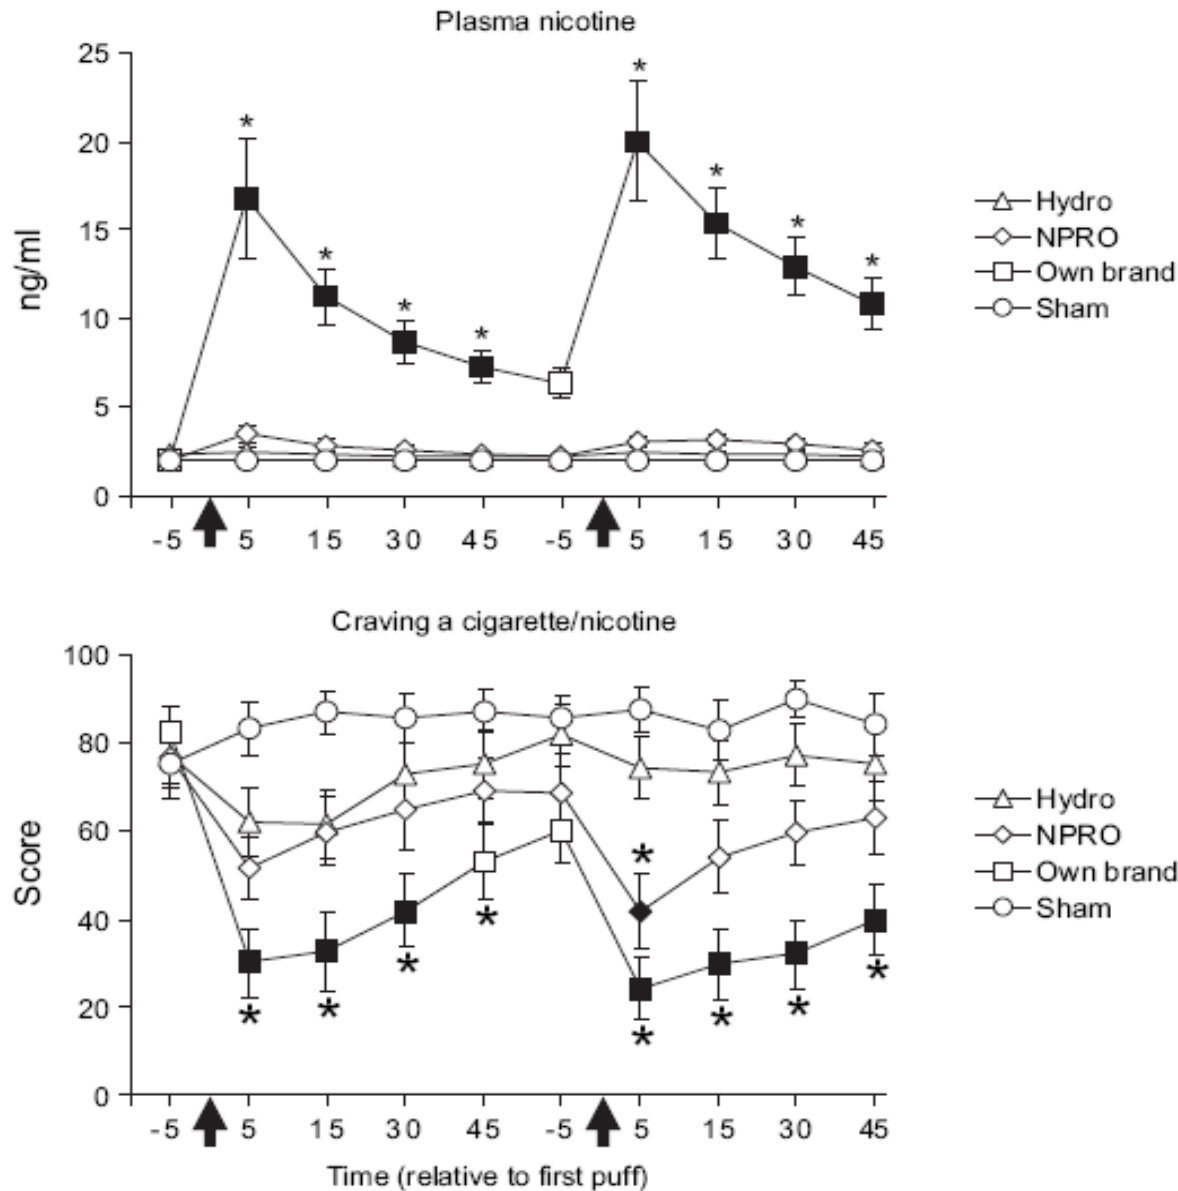 Plasma nicotine
25
20
15
10
5
0
ng/ml
*
*
*
*
*
*
*
*
Hydro
NPRO
Own brand
Sham
-5 5 15 30 45 -5 5 15 30 45
Craving a cigarette/nicotine
100
80
60
40
20
0
Score
*
*
*
*
*
*
*
*
*
Hydro
NPRO
Own brand
Sham
-5 5 15 30 45 -5 5 15 30 45
Time (relative to first puff)